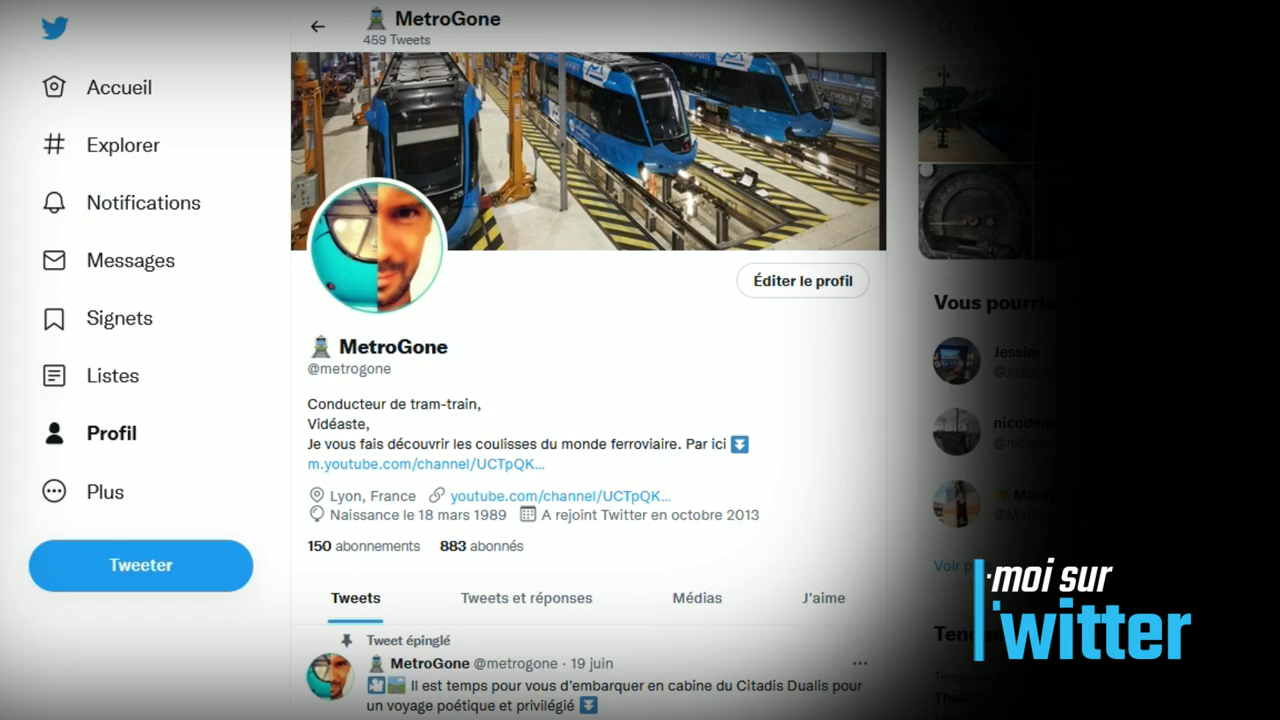 MetroGone
459 Tweets
Accueil
Explorer
Notifications
Messages
Signets
Listes
Profil
Plus
Tweeter
Éditer le profil
MetroGone
@metrogone
Conducteur de tram-train,
Vidéaste,
Je vous fais découvrir les coulisses du monde ferroviaire. Par ici
m.youtube.com/channel/UCTpQK...
Lyon, France youtube.com/channel/UCTpQK...
Naissance le 18 mars 1989 A rejoint Twitter en octobre 2013
150 abonnements 883 abonnés
Tweets Tweets et réponses Médias J'aime
Tweet épinglé
MetroGone @metrogone · 19 juin
Il est temps pour vous d'embarquer en cabine du Citadis Dualis pour
un voyage poétique et privilégié
Vous
Jessim
Voir
-moi sur
witter